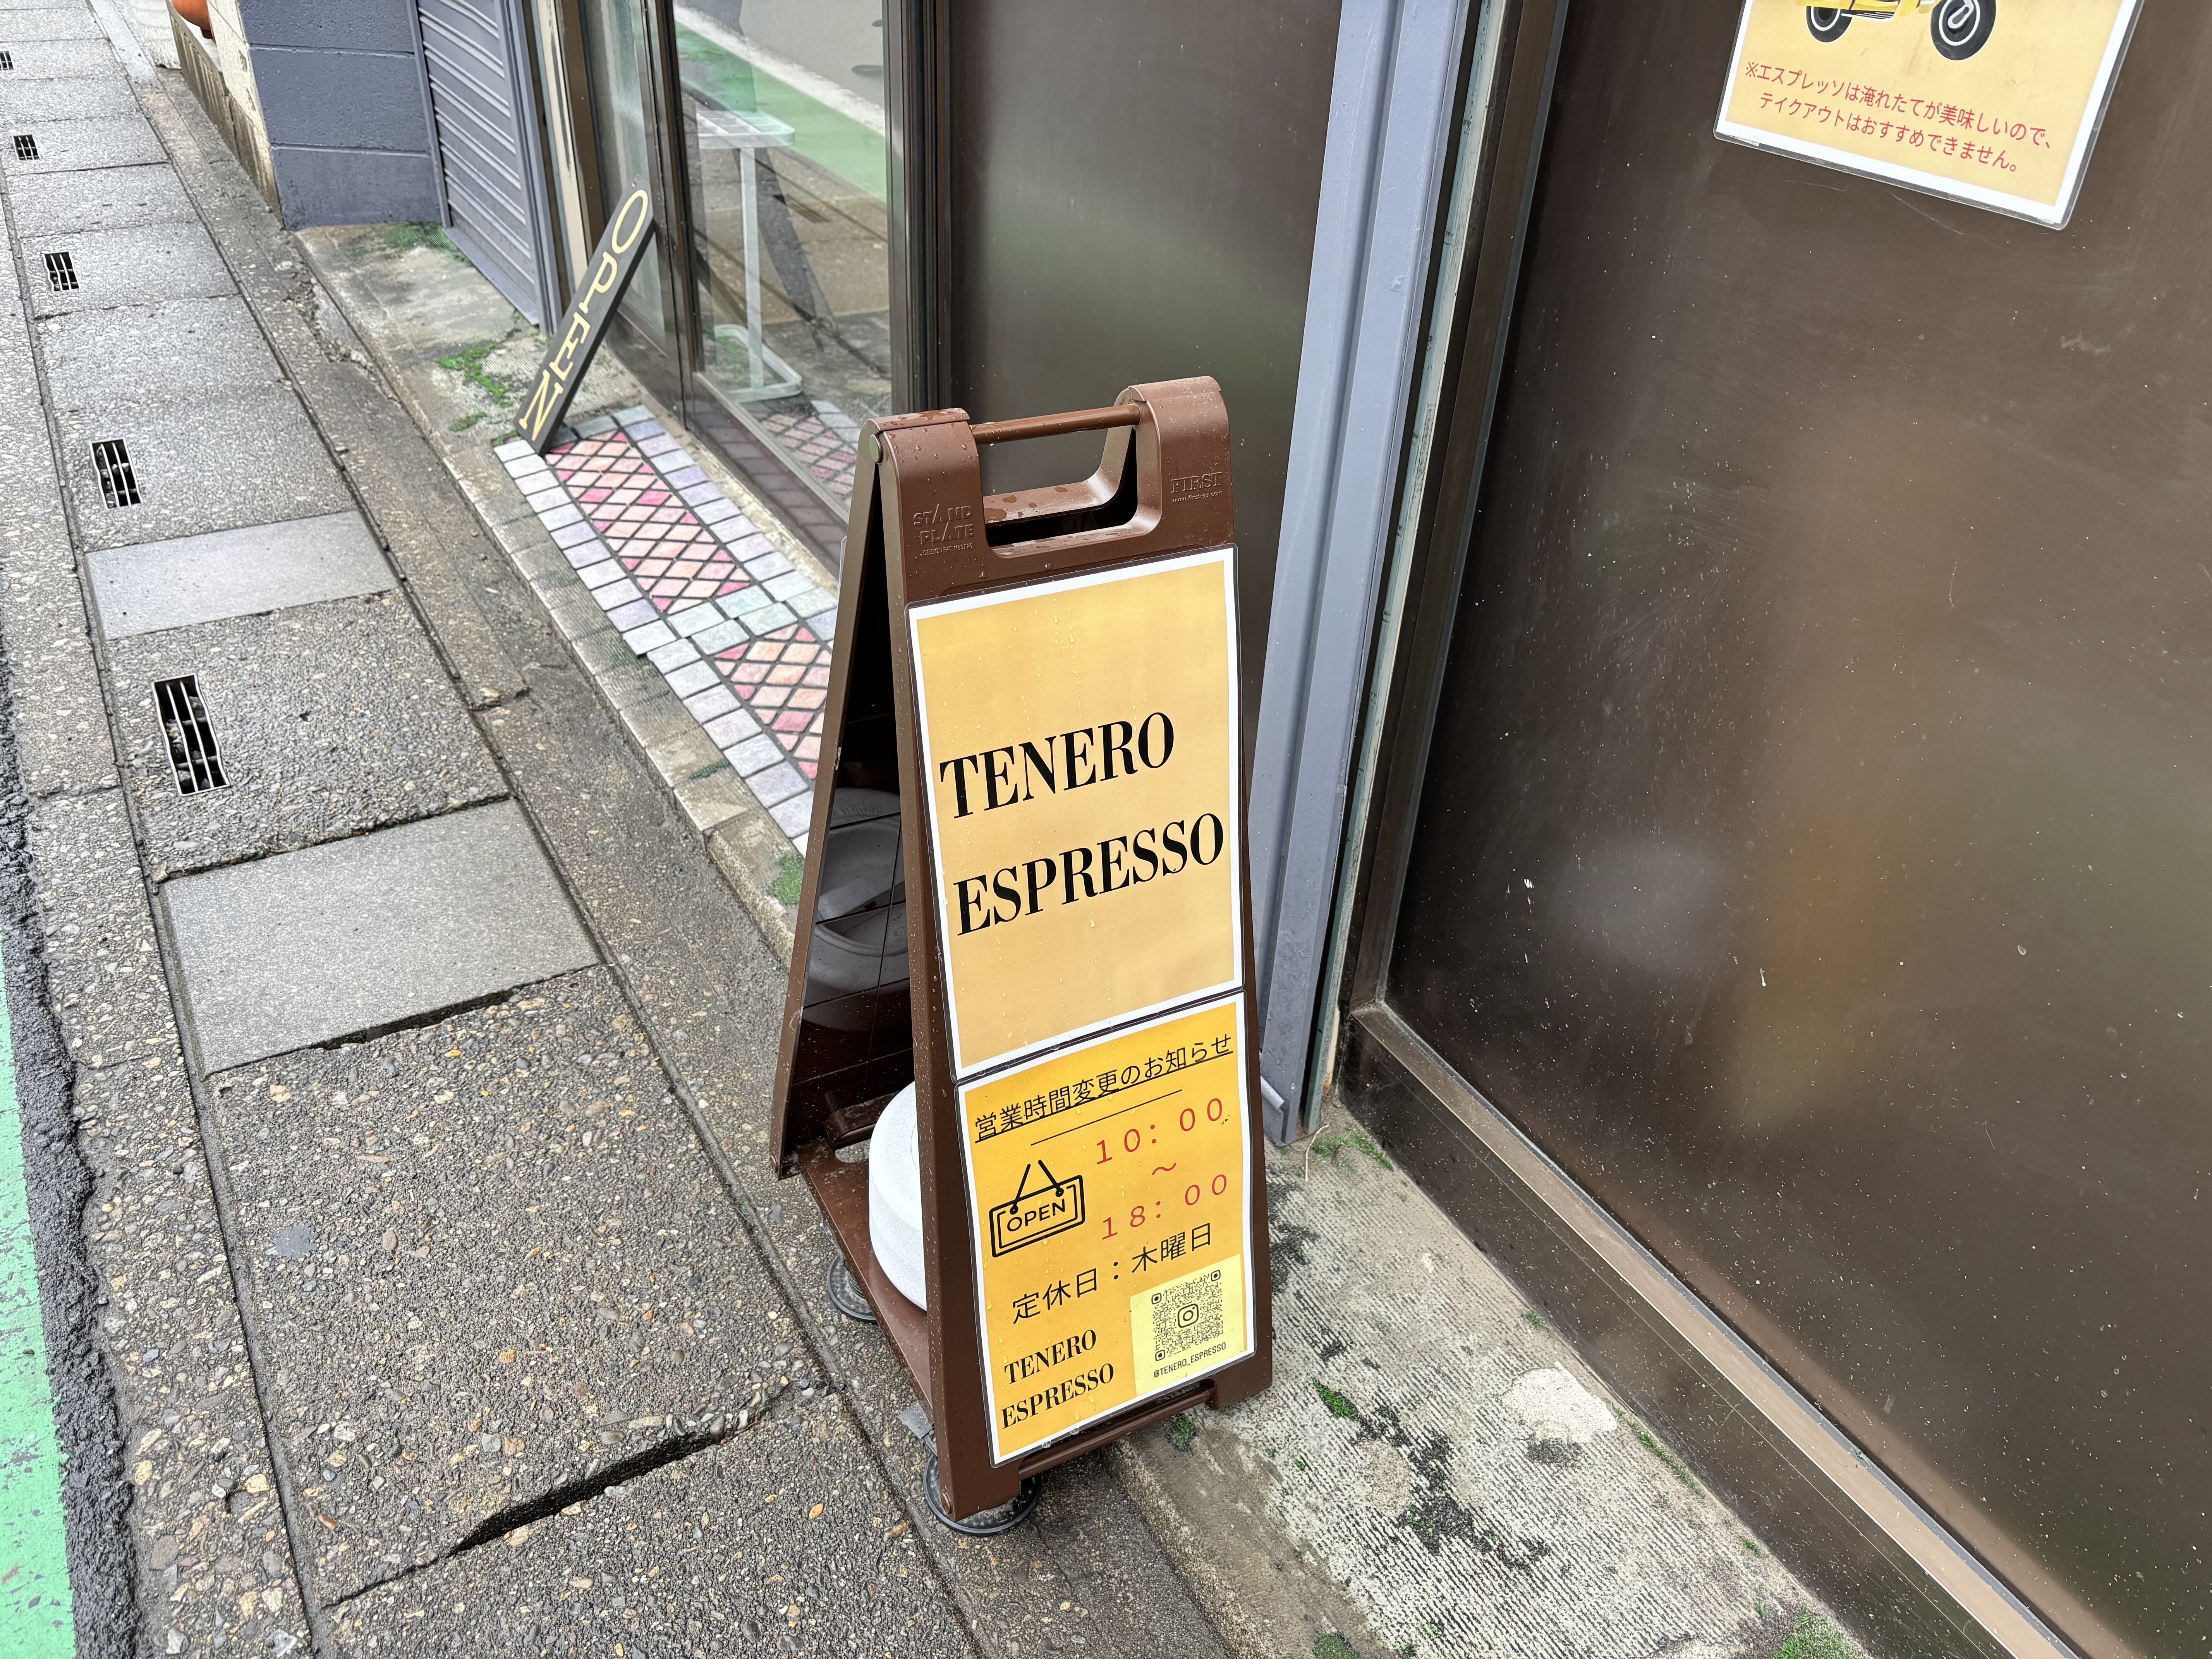 ※エスプレッソは淹れたてが美味しいので、
テイクアウトはおすすめできません。
OPEN
STAND
PLATE
FIRST
TENERO
ESPRESSO
営業時間変更のお知らせ
10:00
～
18:00
OPEN
定休日：木曜日
TENERO
ESPRESSO
@TENERO_ESPRESSO